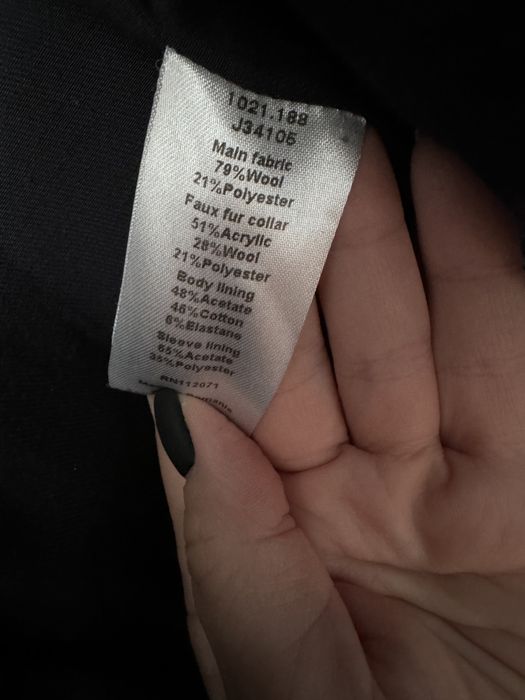 1021.188
J34105
Main fabric
79%Wool
21%Polyester
Faux fur collar
51%Acrylic
28%Wool
21%Polyester
Body lining
48%Acetate
46%Cotton
6%Elastane
Sleeve lining
65%Acetate
35%Polyester
RN112071
Romania